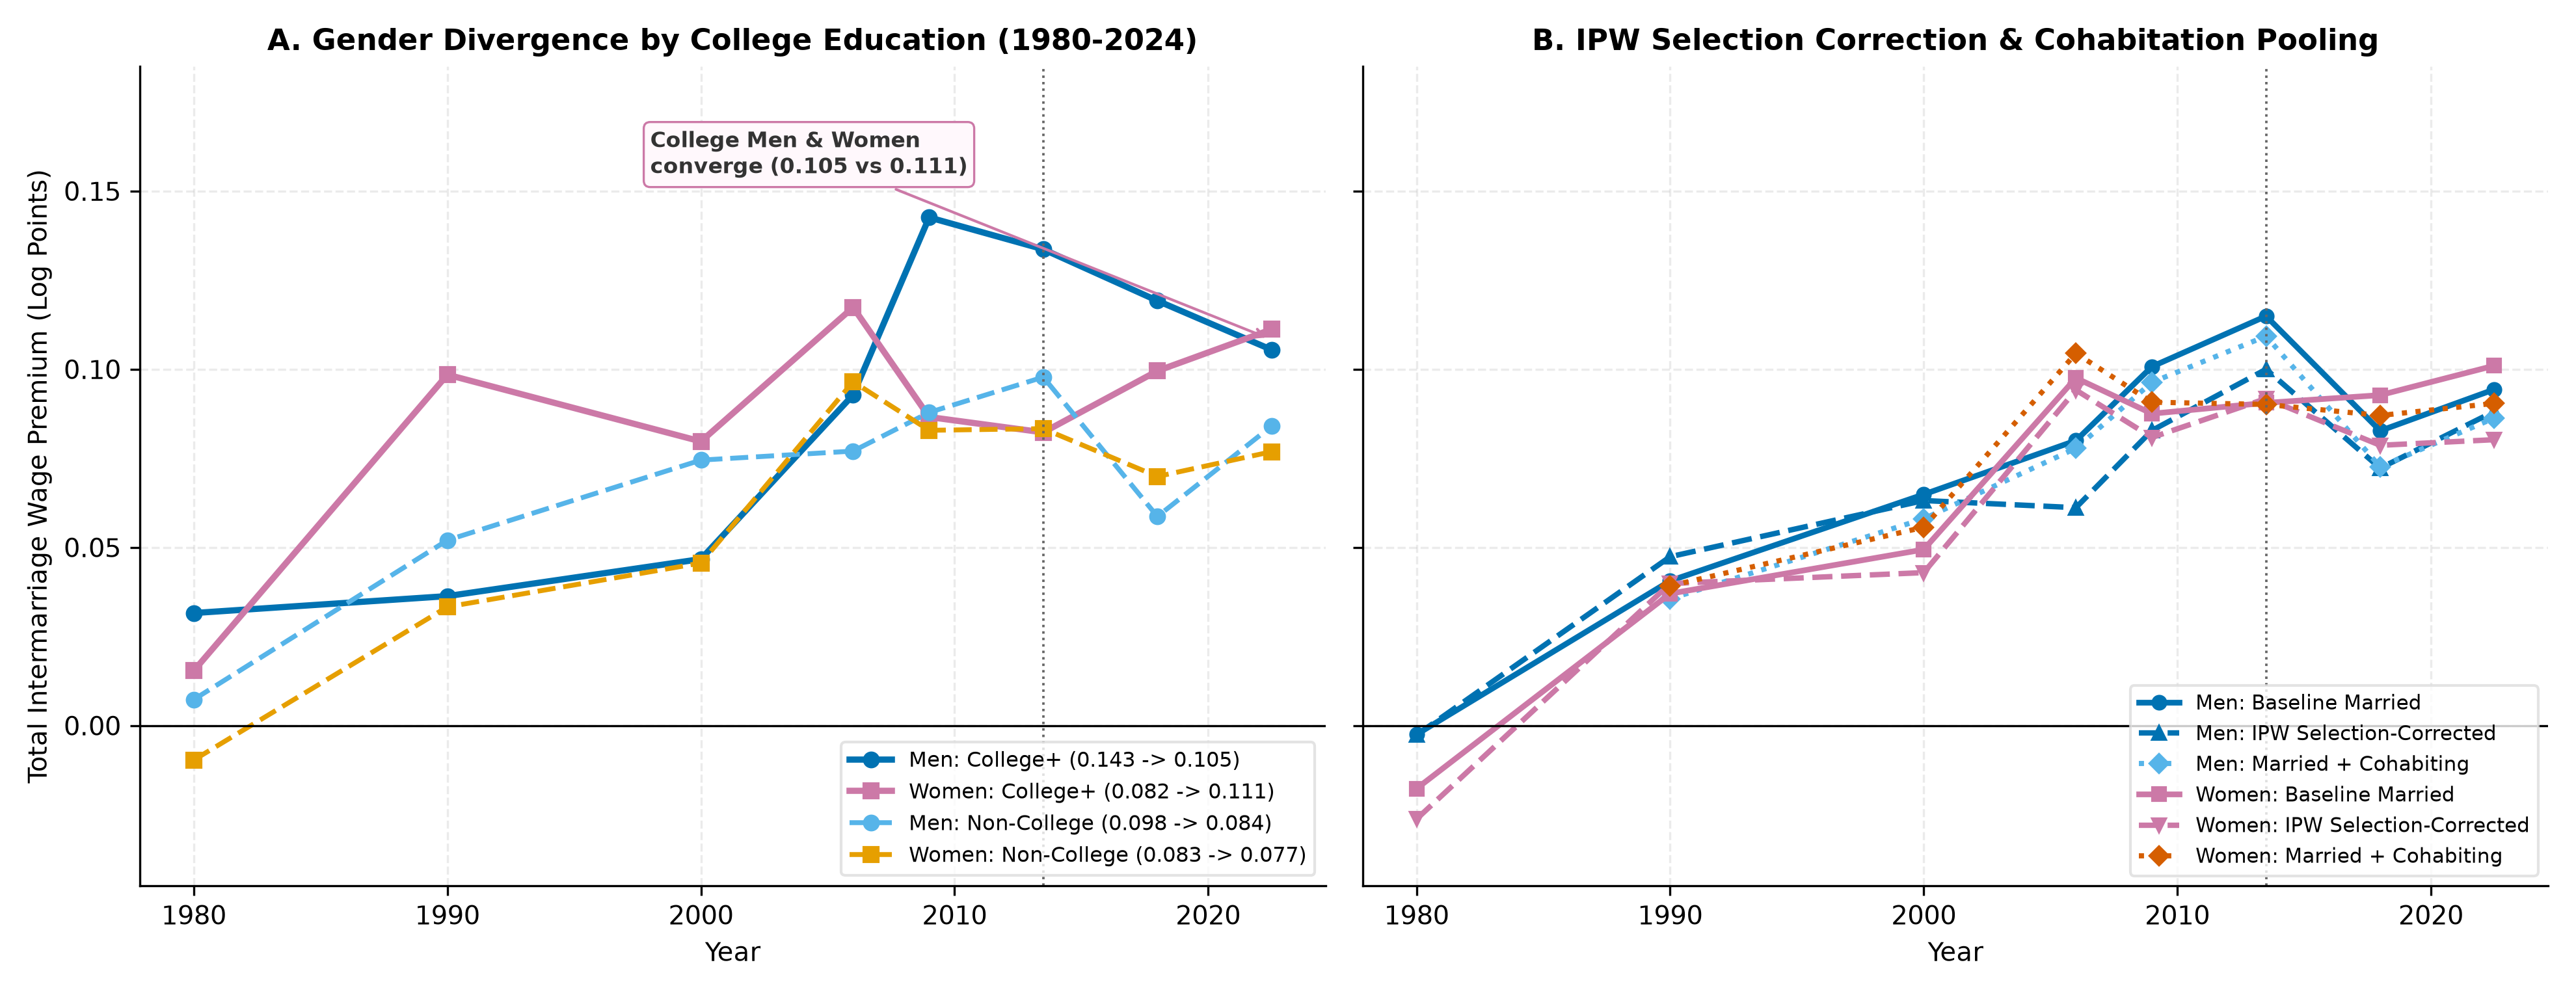 A. Gender Divergence by College Education (1980-2024)
Total Intermarriage Wage Premium (Log Points)
0.15
0.10
0.05
0.00
College Men & Women
converge (0.105 vs 0.111)
Men: College+ (0.143 -> 0.105)
Women: College+ (0.082 -> 0.111)
Men: Non-College (0.098 -> 0.084)
Women: Non-College (0.083 -> 0.077)
1980 1990 2000 2010 2020
Year
B. IPW Selection Correction & Cohabitation Pooling
Men: Baseline Married
Men: IPW Selection-Corrected
Men: Married + Cohabiting
Women: Baseline Married
Women: IPW Selection-Corrected
Women: Married + Cohabiting
1980 1990 2000 2010 2020
Year